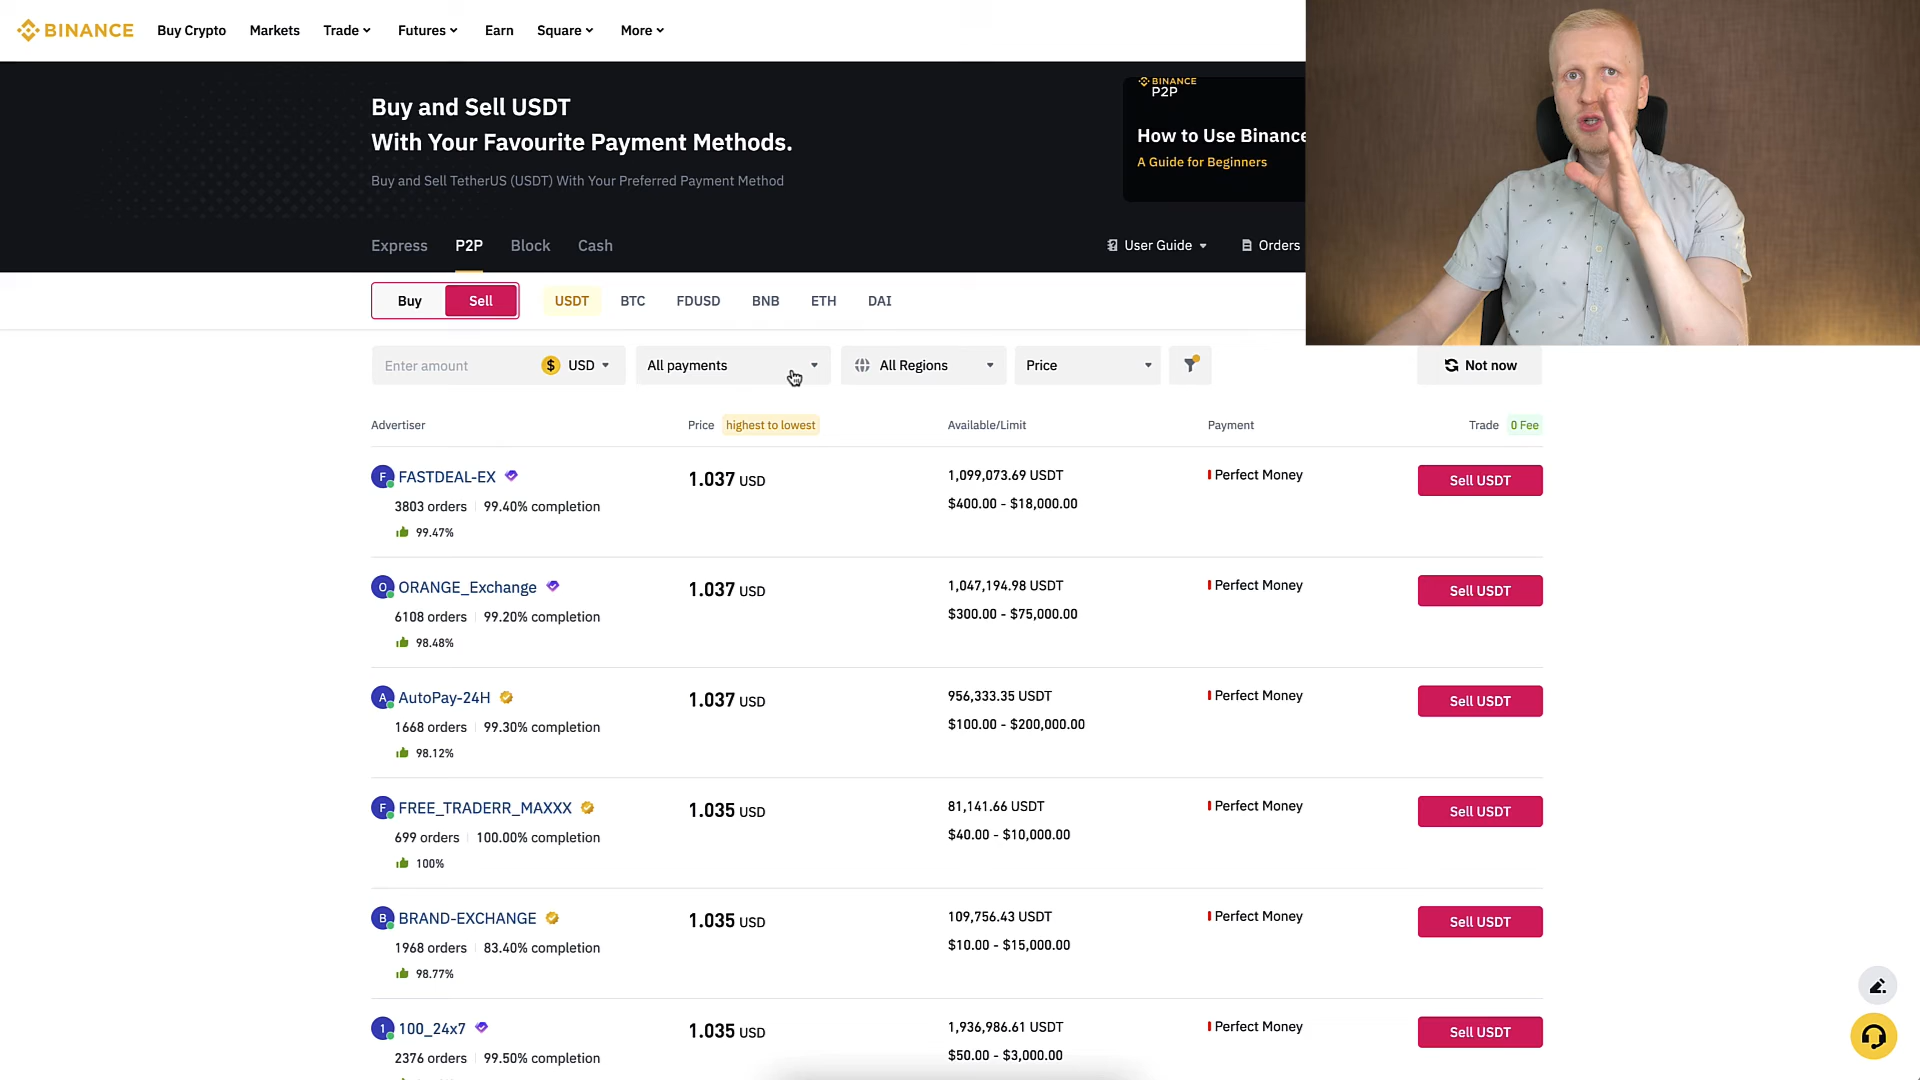 BINANCE Buy Crypto Markets Trade Futures Earn Square More
Buy and Sell USDT
With Your Favourite Payment Methods.
Buy and Sell TetherUS (USDT) With Your Preferred Payment Method
BINANCE
P2P
How to Use Binance
A Guide for Beginners
Express P2P Block Cash User Guide Orders
Buy Sell USDT BTC FDUSD BNB ETH DAI
Enter amount $ USD All payments All Regions Price Not now
Advertiser Price highest to lowest Available/Limit Payment Trade 0 Fee
F FASTDEAL-EX 1.037 USD 1,099,073.69 USDT Perfect Money Sell USDT
3803 orders 99.40% completion $400.00 - $18,000.00
99.47%
O ORANGE_Exchange 1.037 USD 1,047,194.98 USDT Perfect Money Sell USDT
6108 orders 99.20% completion $300.00 - $75,000.00
98.48%
A AutoPay-24H 1.037 USD 956,333.35 USDT Perfect Money Sell USDT
1668 orders 99.30% completion $100.00 - $200,000.00
98.12%
F FREE_TRADERR_MAXXX 1.035 USD 81,141.66 USDT Perfect Money Sell USDT
699 orders 100.00% completion $40.00 - $10,000.00
100%
B BRAND-EXCHANGE 1.035 USD 109,756.43 USDT Perfect Money Sell USDT
1968 orders 83.40% completion $10.00 - $15,000.00
98.77%
1 100_24x7 1.035 USD 1,936,986.61 USDT Perfect Money Sell USDT
2376 orders 99.50% completion $50.00 - $3,000.00